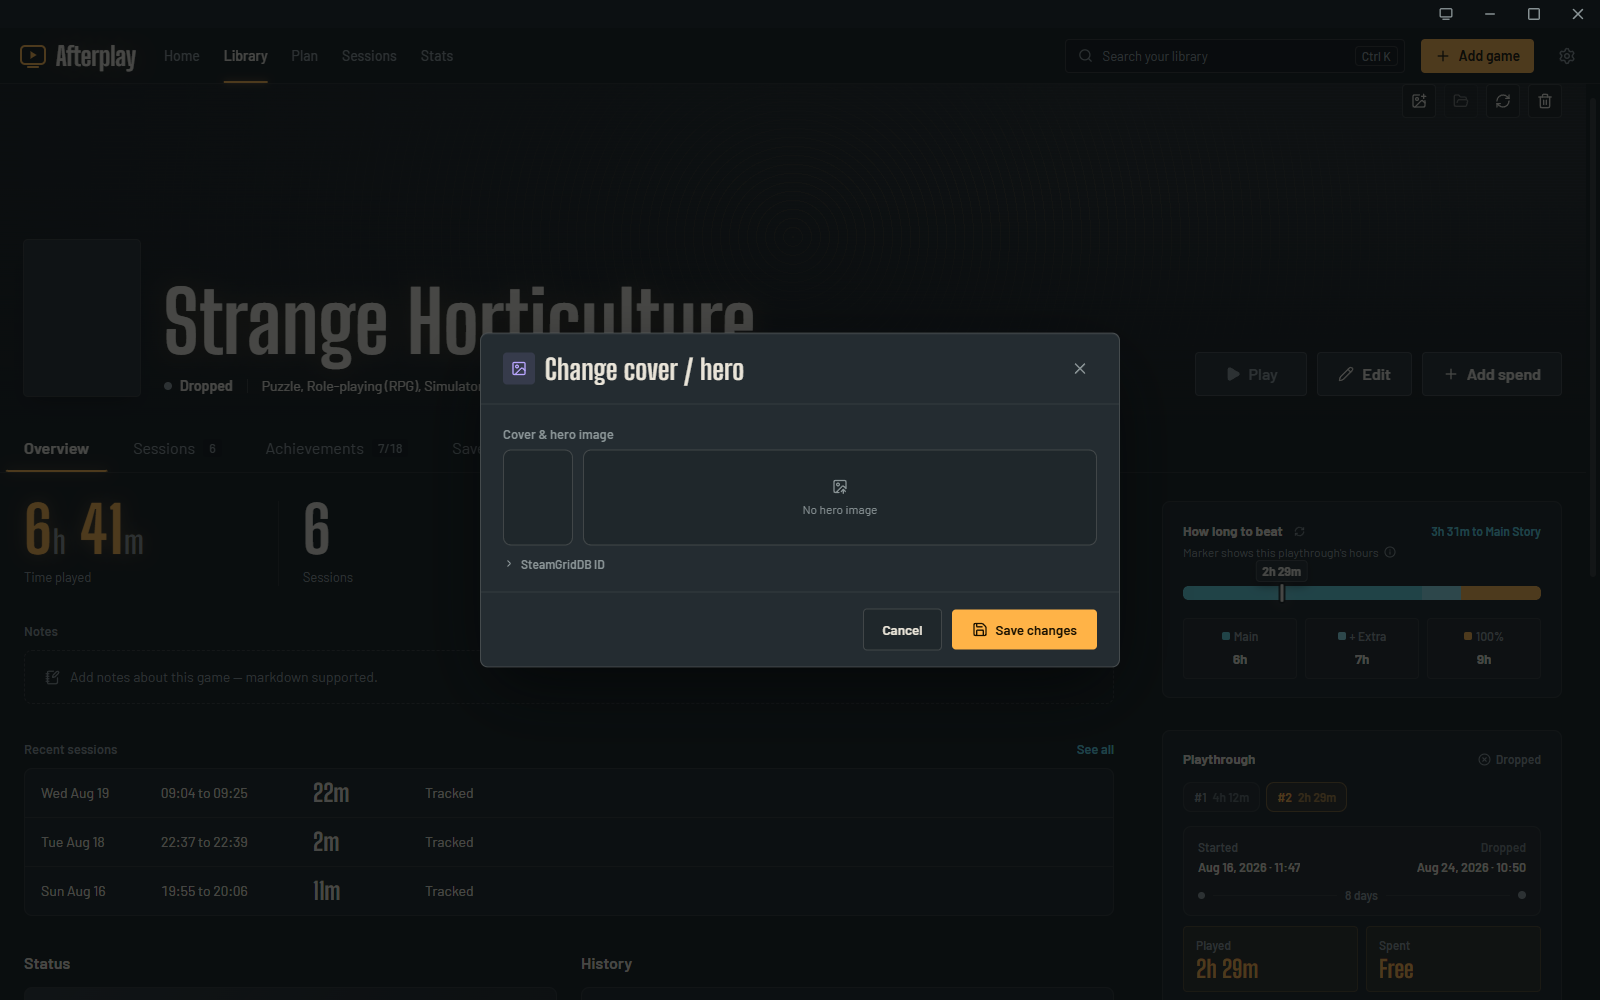 Afterplay
Home
Library
Plan
Sessions
Stats
Search your library
Ctrl K
Add game
Strange Horticulture
Dropped
Puzzle, Role-playing (RPG), Simulator
Play
Edit
Add spend
Change cover / hero
Cover & hero image
No hero image
SteamGridDB ID
Cancel
Save changes
Overview
Sessions 6
Achievements 7/18
6h 41m
Time played
6
Sessions
Notes
Add notes about this game — markdown supported.
Recent sessions
See all
Wed Aug 19 09:04 to 09:25 22m Tracked
Tue Aug 18 22:37 to 22:39 2m Tracked
Sun Aug 16 19:55 to 20:06 11m Tracked
Status
History
How long to beat
3h 31m to Main Story
Marker shows this playthrough's hours
2h 29m
Main
6h
+ Extra
7h
100%
9h
Playthrough
Dropped
#1 4h 12m
#2 2h 29m
Started
Dropped
Aug 16, 2026 · 11:47
Aug 24, 2026 · 10:50
8 days
Played
2h 29m
Spent
Free